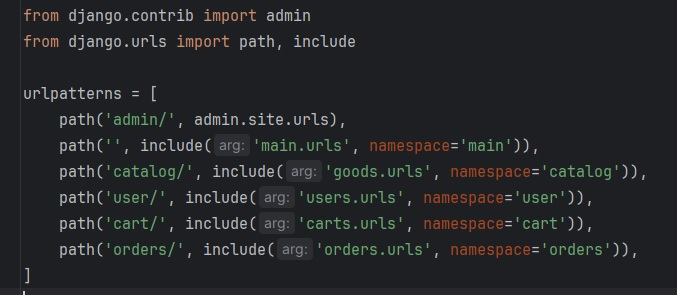 from django.contrib import admin
from django.urls import path, include

urlpatterns = [
    path('admin/', admin.site.urls),
    path('', include( arg: 'main.urls', namespace='main')),
    path('catalog/', include( arg: 'goods.urls', namespace='catalog')),
    path('user/', include( arg: 'users.urls', namespace='user')),
    path('cart/', include( arg: 'carts.urls', namespace='cart')),
    path('orders/', include( arg: 'orders.urls', namespace='orders')),
]